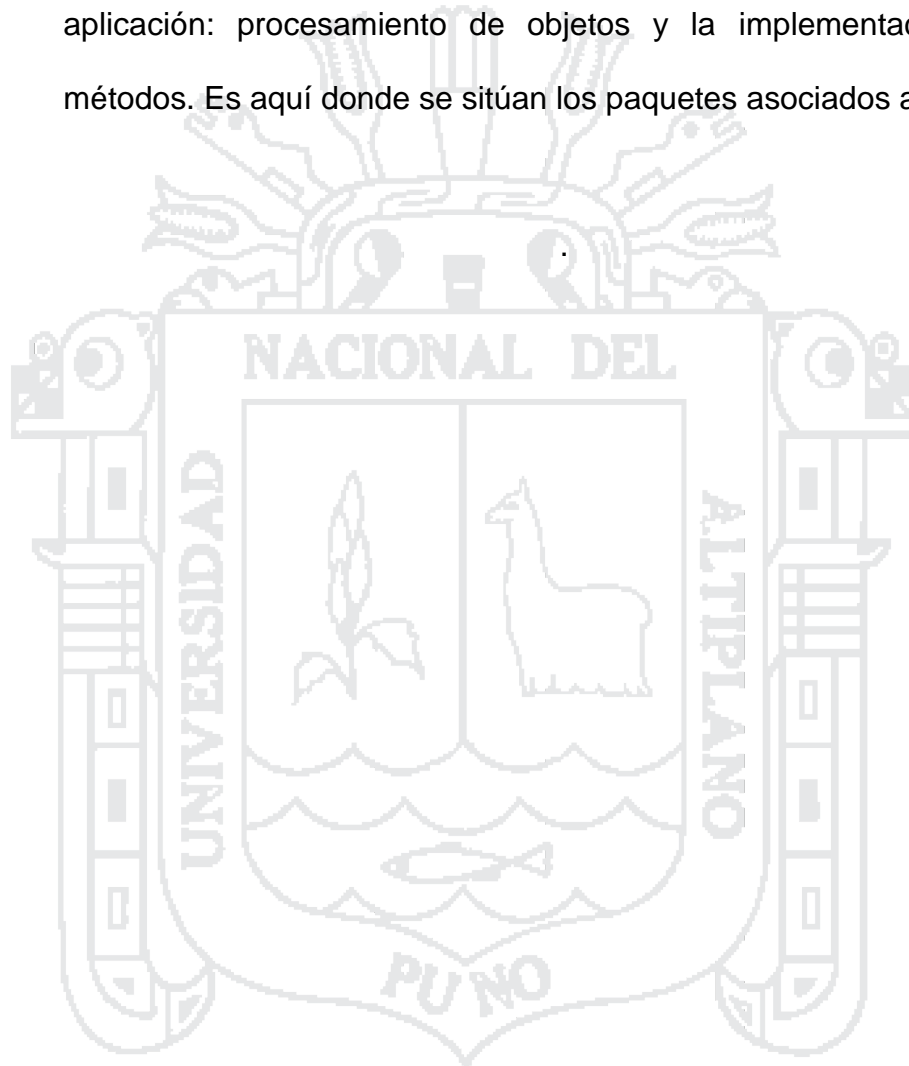 aplicación: procesamiento de objetos y la implementac
métodos. Es aquí donde se sitúan los paquetes asociados a
.
NACIONAL DEL
UNIVERSIDAD
ALTIPLANO
PUNO